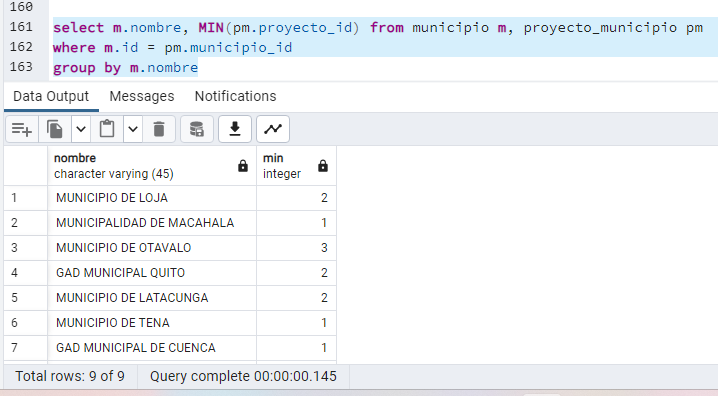 160
161 select m.nombre, MIN(pm.proyecto_id) from municipio m, proyecto_municipio pm
162 where m.id = pm.municipio_id
163 group by m.nombre
Data Output Messages Notifications
nombre min
character varying (45) integer
1 MUNICIPIO DE LOJA 2
2 MUNICIPALIDAD DE MACAHALA 1
3 MUNICIPIO DE OTAVALO 3
4 GAD MUNICIPAL QUITO 2
5 MUNICIPIO DE LATACUNGA 2
6 MUNICIPIO DE TENA 1
7 GAD MUNICIPAL DE CUENCA 1
Total rows: 9 of 9 Query complete 00:00:00.145